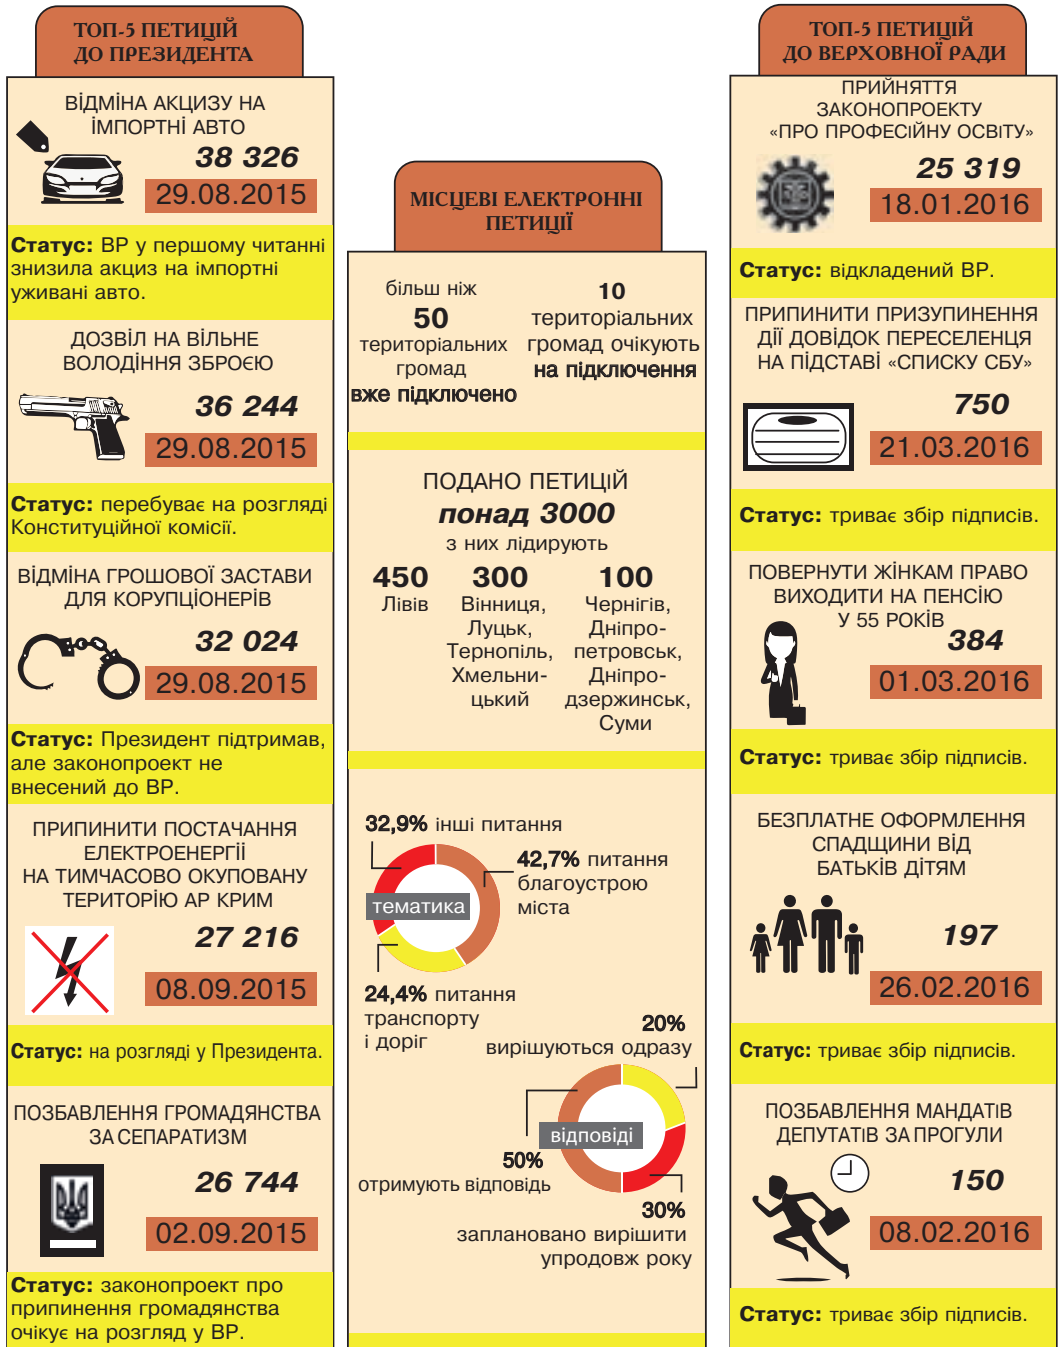 ТОП-5 ПЕТИЦІЙ
ДО ПРЕЗИДЕНТА
ВІДМІНА АКЦИЗУ НА
ІМПОРТНІ АВТО
38 326
29.08.2015
Статус: ВР у першому читанні
знизила акциз на імпортні
уживані авто.
ДОЗВІЛ НА ВІЛЬНЕ
ВОЛОДІННЯ ЗБРОЄЮ
36 244
29.08.2015
Статус: перебуває на розгляді
Конституційної комісії.
ВІДМІНА ГРОШОВОЇ ЗАСТАВИ
ДЛЯ КОРУПЦІОНЕРІВ
32 024
29.08.2015
Статус: Президент підтримав,
але законопроект не
внесений до ВР.
ПРИПИНИТИ ПОСТАЧАННЯ
ЕЛЕКТРОЕНЕРГІЇ
НА ТИМЧАСОВО ОКУПОВАНУ
ТЕРИТОРІЮ АР КРИМ
27 216
08.09.2015
Статус: на розгляді у Президента.
ПОЗБАВЛЕННЯ ГРОМАДЯНСТВА
ЗА СЕПАРАТИЗМ
26 744
02.09.2015
Статус: законопроект про
припинення громадянства
очікує на розгляд у ВР.
МІСЦЕВІ ЕЛЕКТРОННІ
ПЕТИЦІЇ
більш ніж
50
територіальних
громад
вже підключено
10
територіальних
громад очікують
на підключення
ПОДАНО ПЕТИЦІЙ
понад 3000
з них лідирують
450
Лівів
300
Вінниця,
Луцьк,
Тернопіль,
Хмельни-
цький
100
Чернігів,
Дніпро-
петровськ,
Дніпро-
дзержинськ,
Суми
32,9% інші питання
42,7% питання
благоустрою
міста
тематика
24,4% питання
транспорту
і доріг
20%
вирішуються одразу
відповіді
50%
отримують відповідь
30%
заплановано вирішити
упродовж року
ТОП-5 ПЕТИЦІЙ
ДО ВЕРХОВНОЇ РАДИ
ПРИЙНЯТТЯ
ЗАКОНОПРОЕКТУ
«ПРО ПРОФЕСІЙНУ ОСВІТУ»
25 319
18.01.2016
Статус: відкладений ВР.
ПРИПИНИТИ ПРИЗУПИНЕННЯ
ДІЇ ДОВІДОК ПЕРЕСЕЛЕНЦЯ
НА ПІДСТАВІ «СПИСКУ СБУ»
750
21.03.2016
Статус: триває збір підписів.
ПОВЕРНУТИ ЖІНКАМ ПРАВО
ВИХОДИТИ НА ПЕНСІЮ
У 55 РОКІВ
384
01.03.2016
Статус: триває збір підписів.
БЕЗПЛАТНЕ ОФОРМЛЕННЯ
СПАДЩИНИ ВІД
БАТЬКІВ ДІТЯМ
197
26.02.2016
Статус: триває збір підписів.
ПОЗБАВЛЕННЯ МАНДАТІВ
ДЕПУТАТІВ ЗА ПРОГУЛИ
150
08.02.2016
Статус: триває збір підписів.